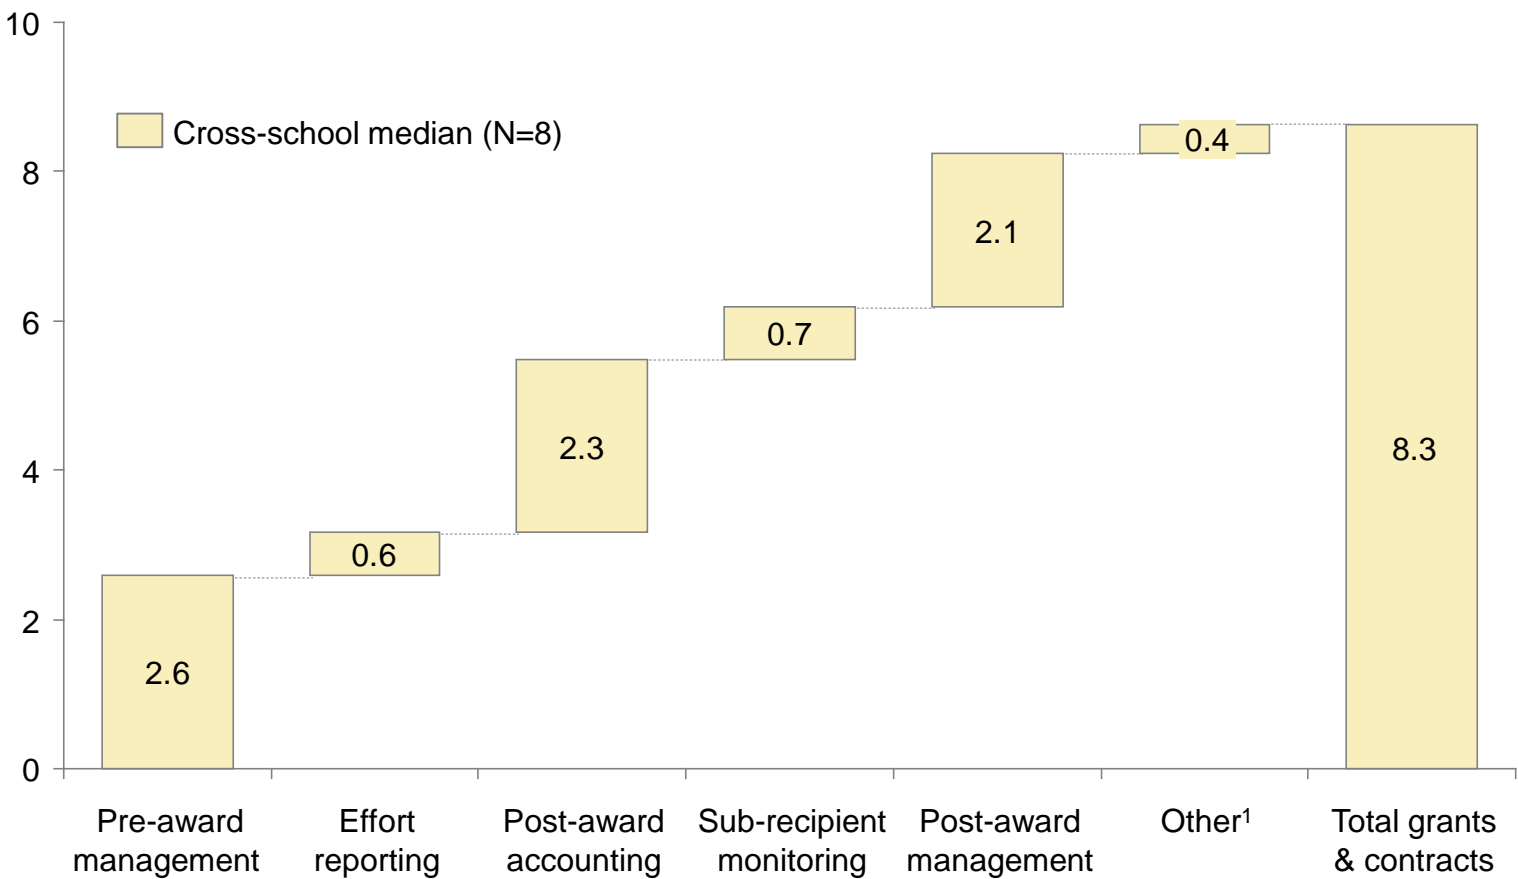 10
Cross-school median (N=8)
8
6
4
2
0
2.6
0.6
2.3
0.7
2.1
0.4
8.3
Pre-award
management
Effort
reporting
Post-award
accounting
Sub-recipient
monitoring
Post-award
management
Other¹
Total grants
& contracts